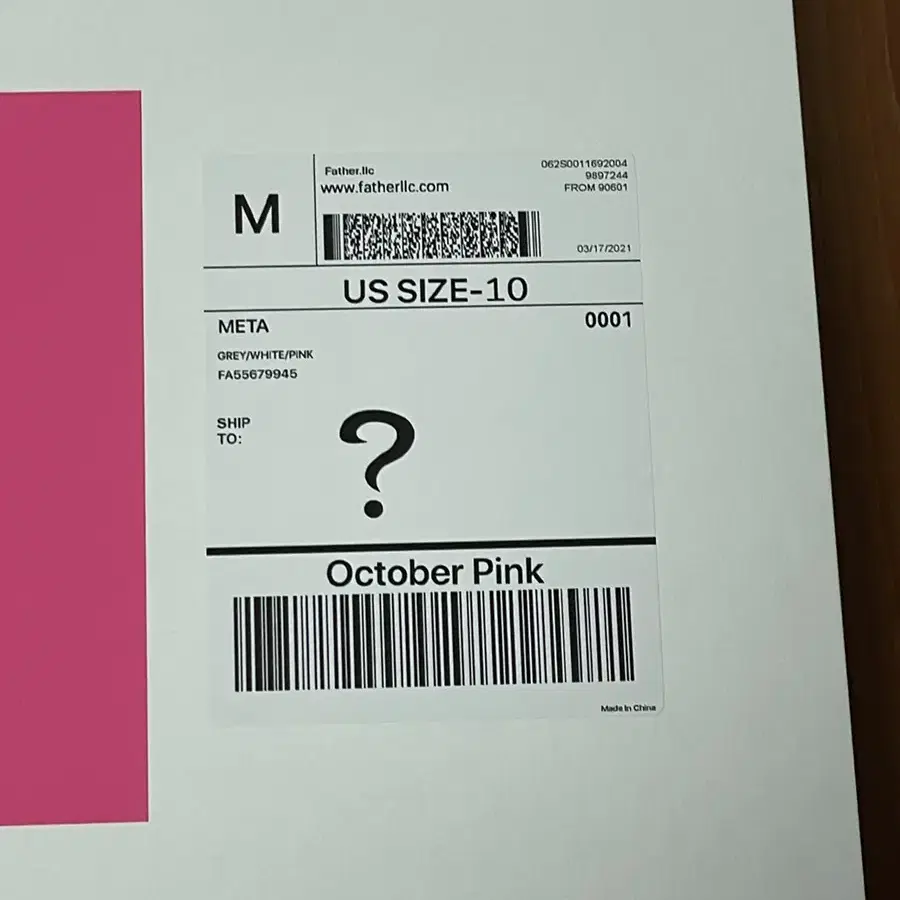 M
Father.llc
www.fatherllc.com
062S0011692004
9897244
FROM 90601
03/17/2021
US SIZE-10
META
0001
GREY/WHITE/PINK
FA55679945
SHIP
TO:
?
October Pink
Made In China